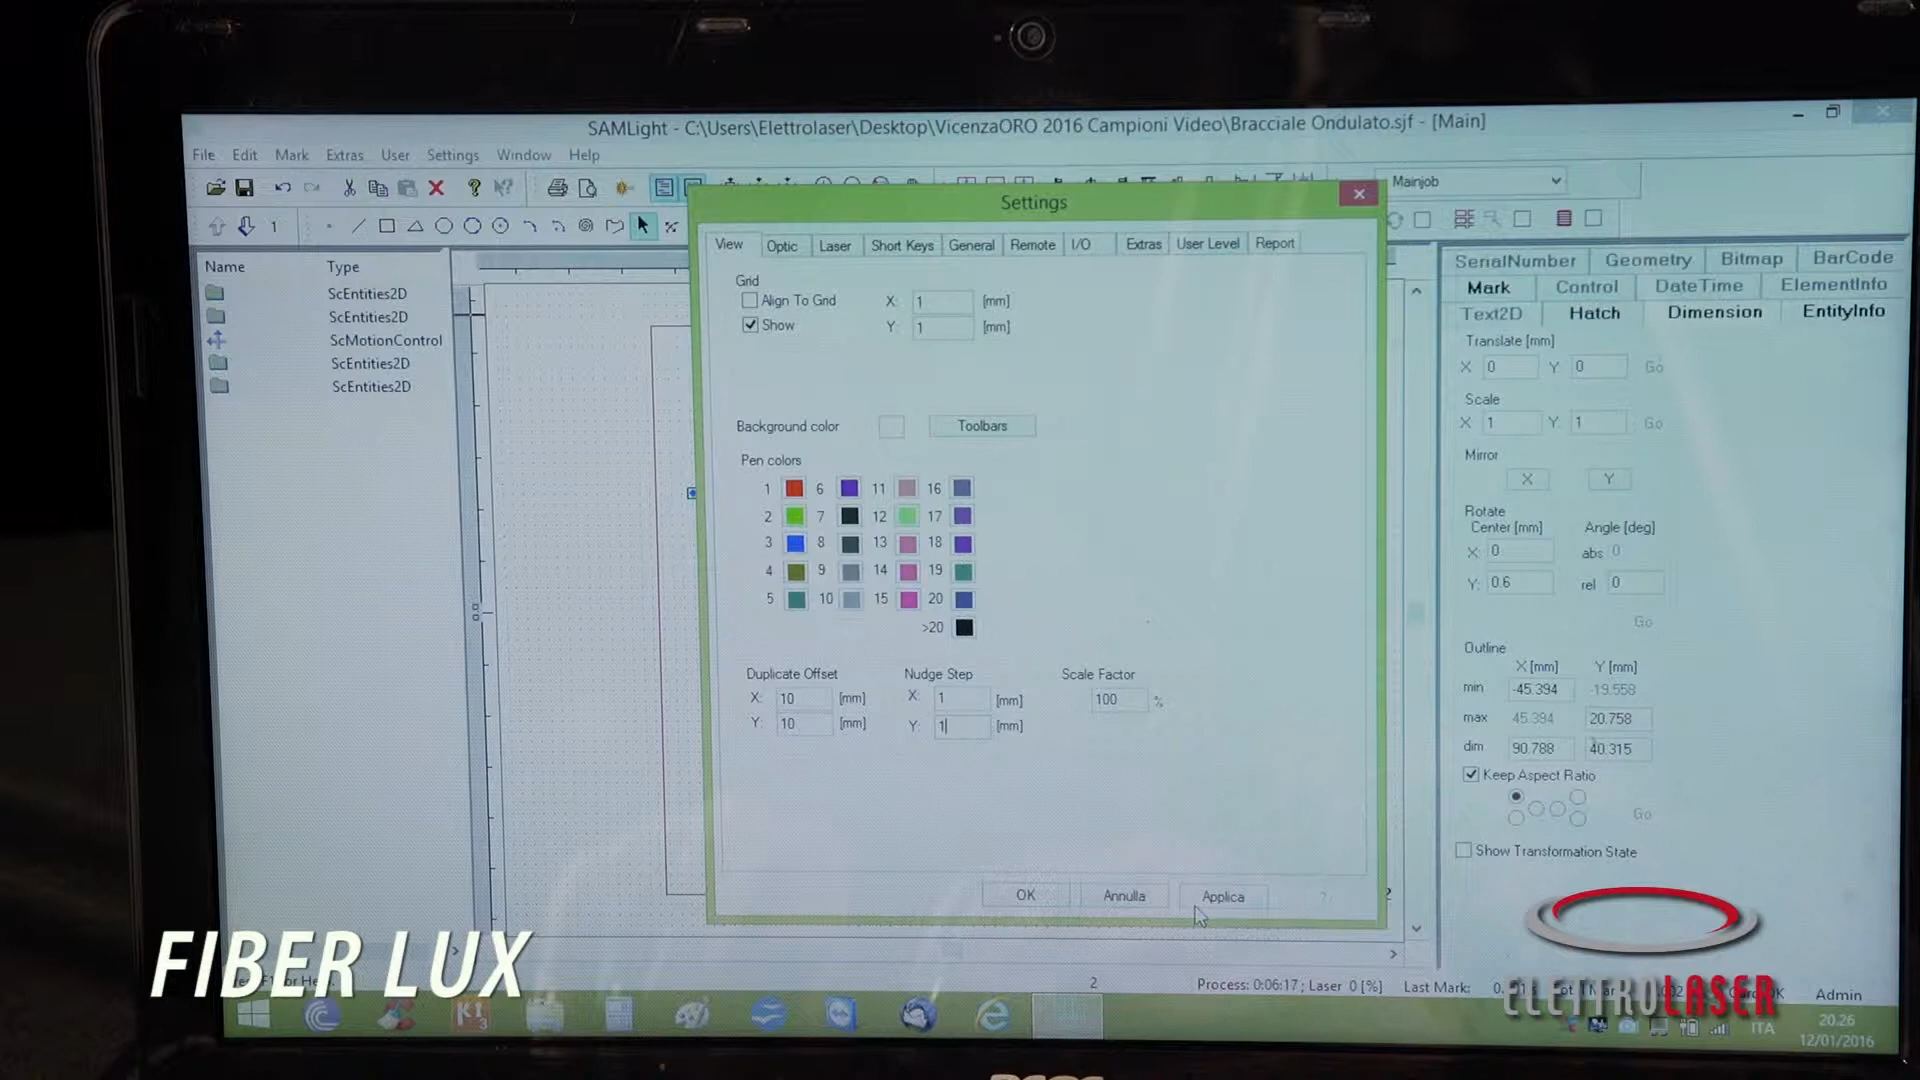 SAMLight - C:\Users\Elettrolaser\Desktop\VicenzaORO 2016 Campioni Video\Bracciale Ondulato.sjf - [Main]
File Edit Mark Extras User Settings Window Help
Mainjob
1
Name Type
ScEntities2D
ScEntities2D
ScMotionControl
ScEntities2D
ScEntities2D
Settings
View Optic Laser Short Keys General Remote I/O Extras User Level Report
Grid
Align To Grid X: 1 [mm]
Show Y: 1 [mm]
Background color Toolbars
Pen colors
1 6 11 16
2 7 12 17
3 8 13 18
4 9 14 19
5 10 15 20
>20
Duplicate Offset Nudge Step Scale Factor
X: 10 [mm] X: 1 [mm] 100 %
Y: 10 [mm] Y: 1 [mm]
OK Annulla Applica ?
SerialNumber Geometry Bitmap BarCode
Mark Control DateTime ElementInfo
Text2D Hatch Dimension EntityInfo
Translate [mm]
X 0 Y 0 Go
Scale
X 1 Y 1 Go
Mirror
X Y
Rotate
Center [mm] Angle [deg]
X: 0 abs 0
Y: 0.6 rel 0
Go
Outline
X [mm] Y [mm]
min -45.394 -19.558
max 45.394 20.758
dim 90.788 40.315
Keep Aspect Ratio
Go
Show Transformation State
FIBER LUX
ELETTROLASER
2 Process: 0:06:17 ; Laser 0 [%] Last Mark: Admin
ITA
20.26
12/01/2016